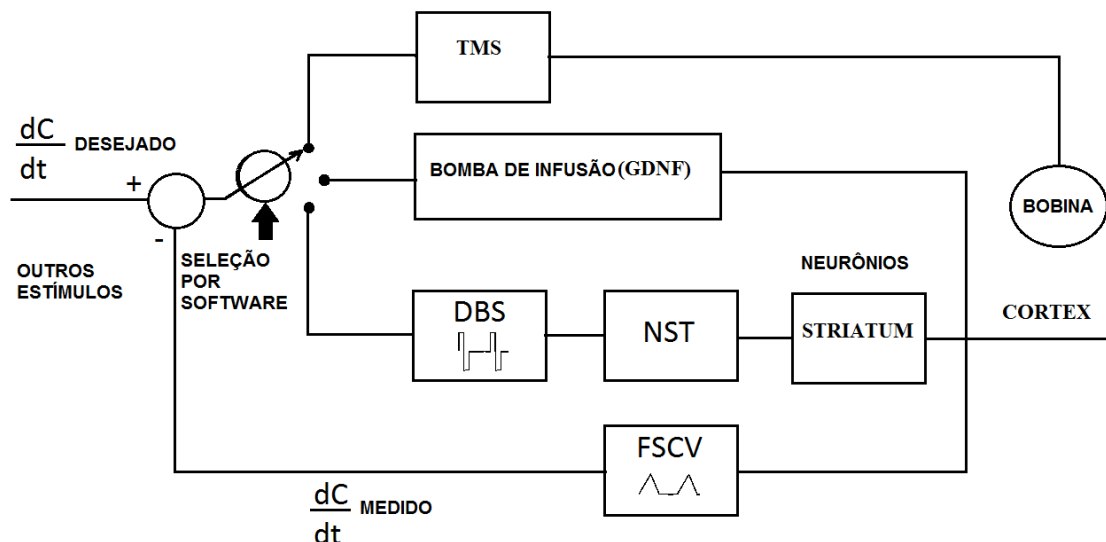 TMS
dC
dt
DESEJADO
+
BOMBA DE INFUSÃO(GDNF)
BOBINA
-
OUTROS
ESTÍMULOS
SELEÇÃO
POR
SOFTWARE
NEURÔNIOS
DBS
NST
STRIATUM
CORTEX
FSCV
dC
dt
MEDIDO